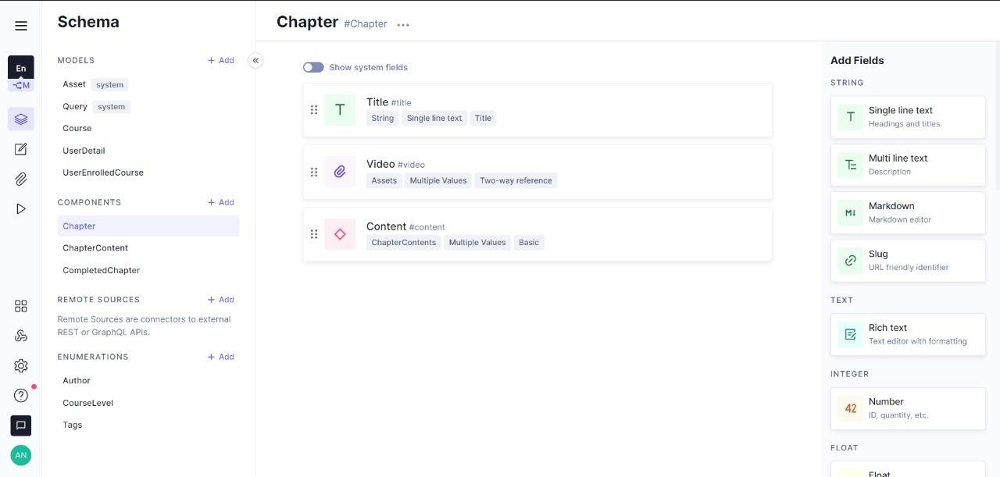 Schema
Chapter #Chapter
En
M
MODELS + Add
Asset system
Query system
Course
UserDetail
UserEnrolledCourse
COMPONENTS + Add
Chapter
ChapterContent
CompletedChapter
REMOTE SOURCES + Add
Remote Sources are connectors to external
REST or GraphQL APIs.
ENUMERATIONS + Add
Author
CourseLevel
Tags
AN
Show system fields
T
Title #title
String Single line text Title
Video #video
Assets Multiple Values Two-way reference
Content #content
ChapterContents Multiple Values Basic
Add Fields
STRING
T
Single line text
Headings and titles
Multi line text
Description
M↓
Markdown
Markdown editor
Slug
URL friendly identifier
TEXT
Rich text
Text editor with formatting
INTEGER
42
Number
ID, quantity, etc.
FLOAT
Float